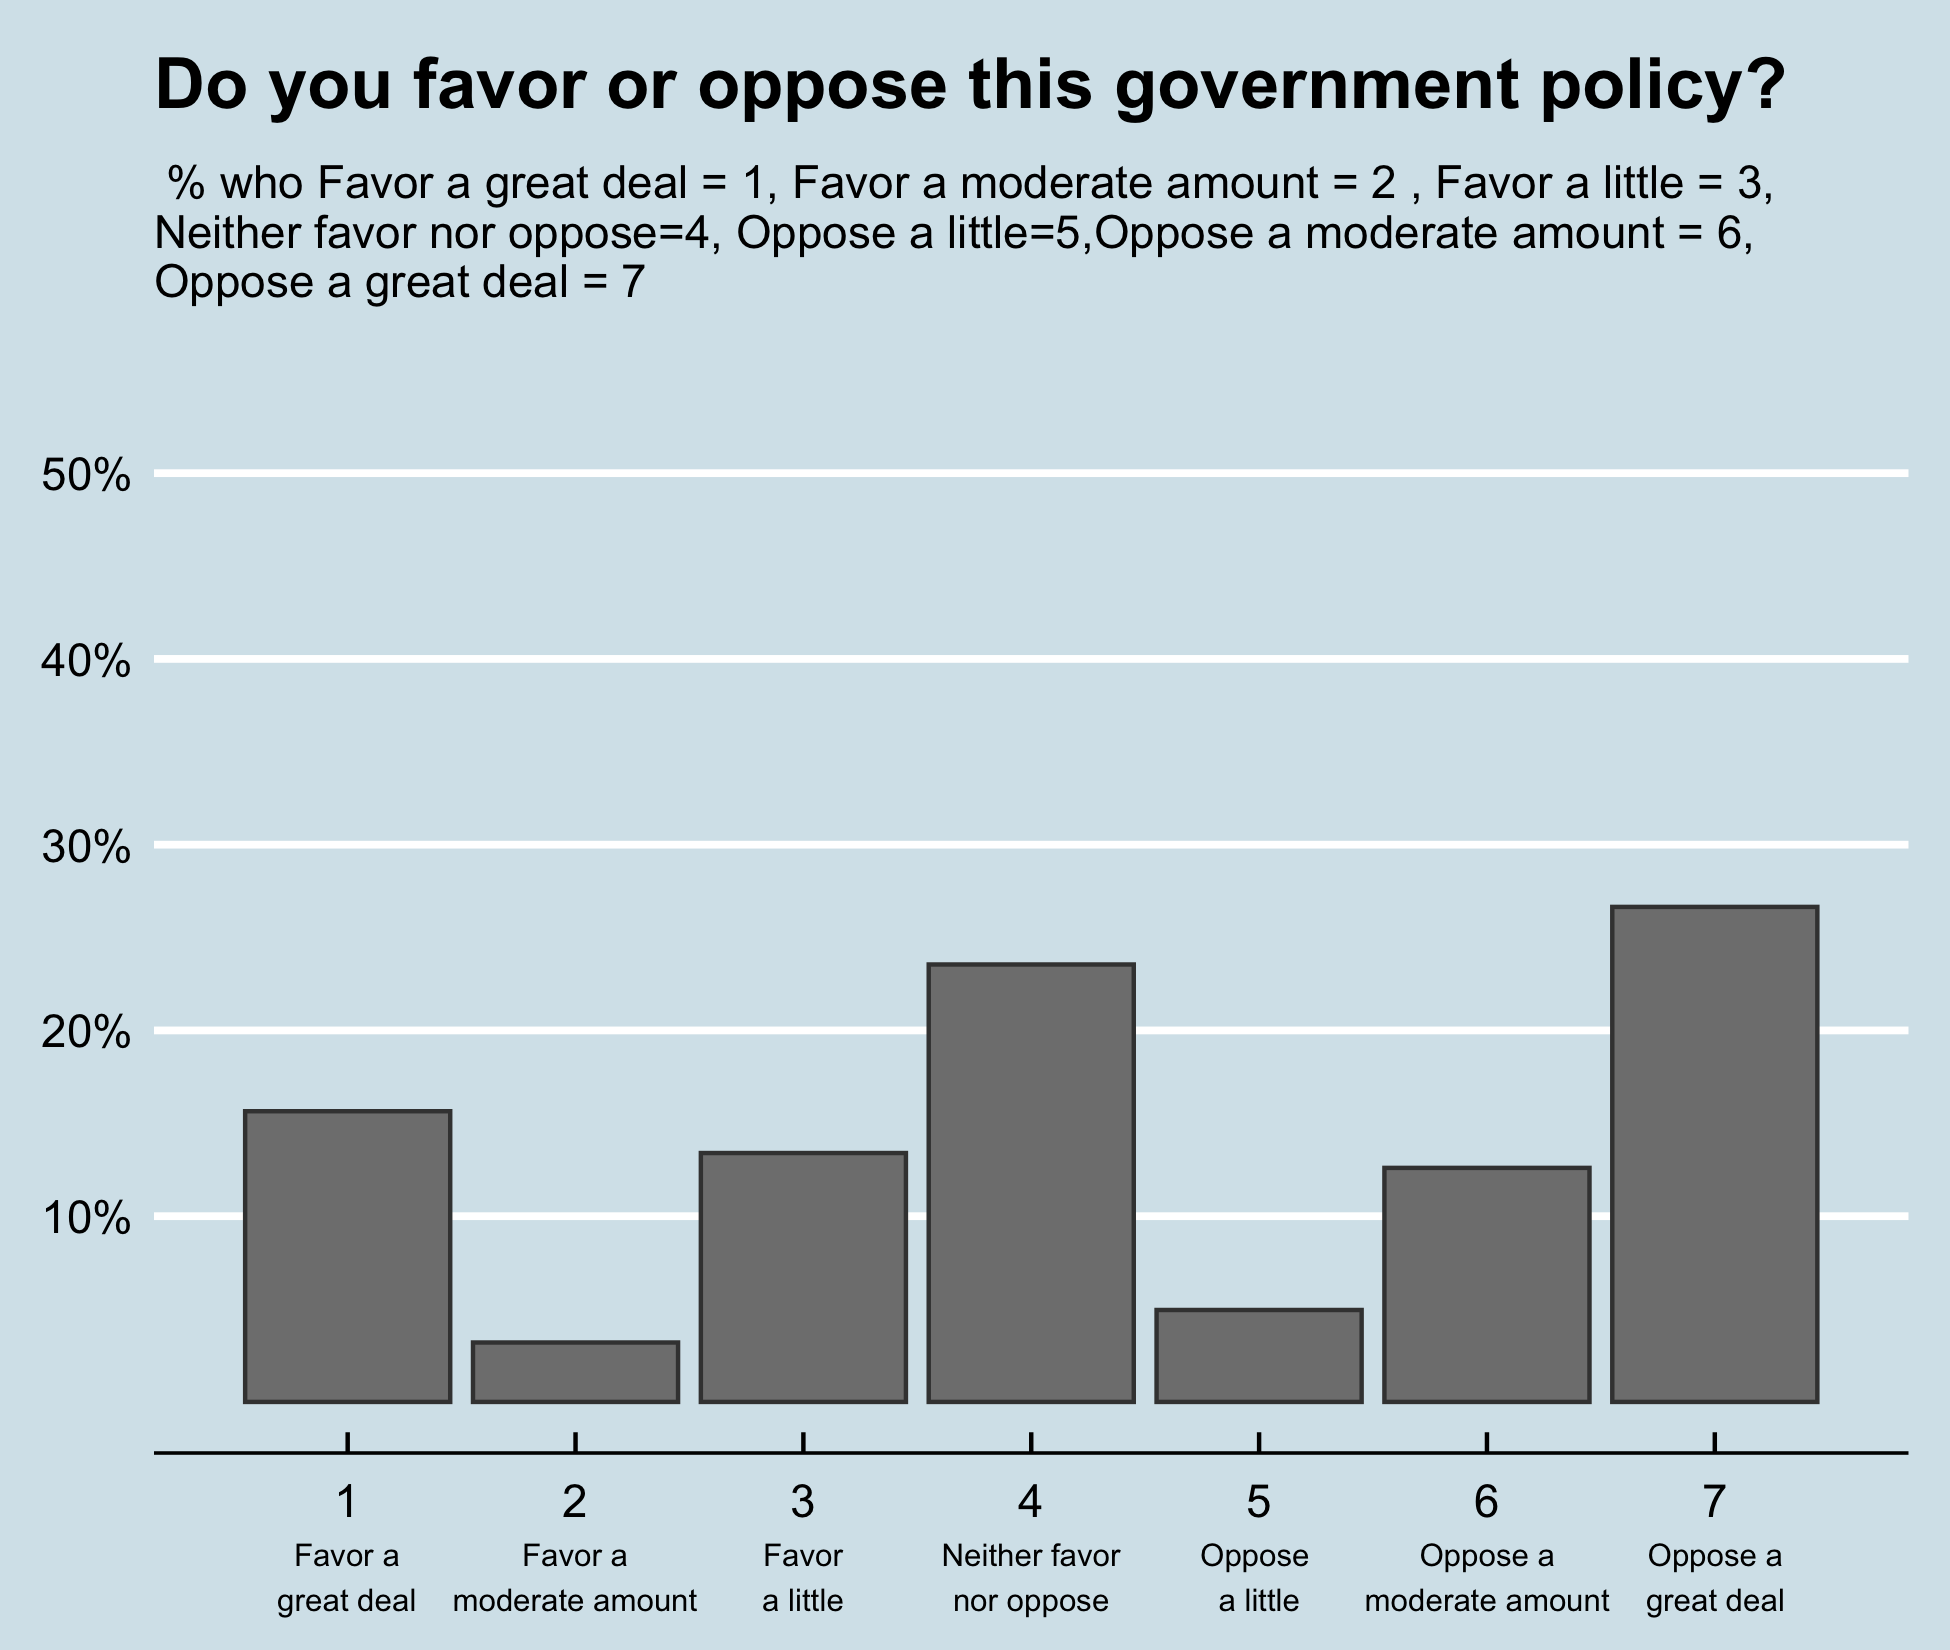 Do you favor or oppose this government policy?
% who Favor a great deal = 1, Favor a moderate amount = 2 , Favor a little = 3,
Neither favor nor oppose=4, Oppose a little=5,Oppose a moderate amount = 6,
Oppose a great deal = 7
50%
40%
30%
20%
10%
1 2 3 4 5 6 7
Favor a Favor a Favor Neither favor Oppose Oppose a Oppose a
great deal moderate amount a little nor oppose a little moderate amount great deal